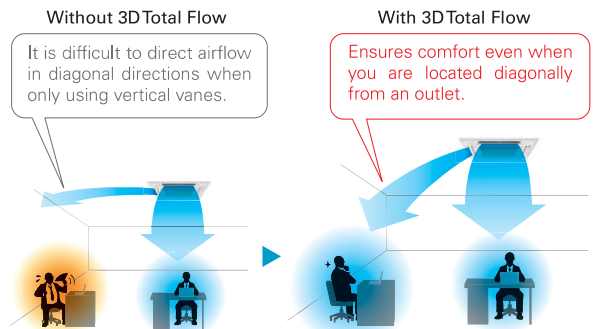 Without 3D Total Flow
It is difficult to direct airflow
in diagonal directions when
only using vertical vanes.
With 3D Total Flow
Ensures comfort even when
you are located diagonally
from an outlet.